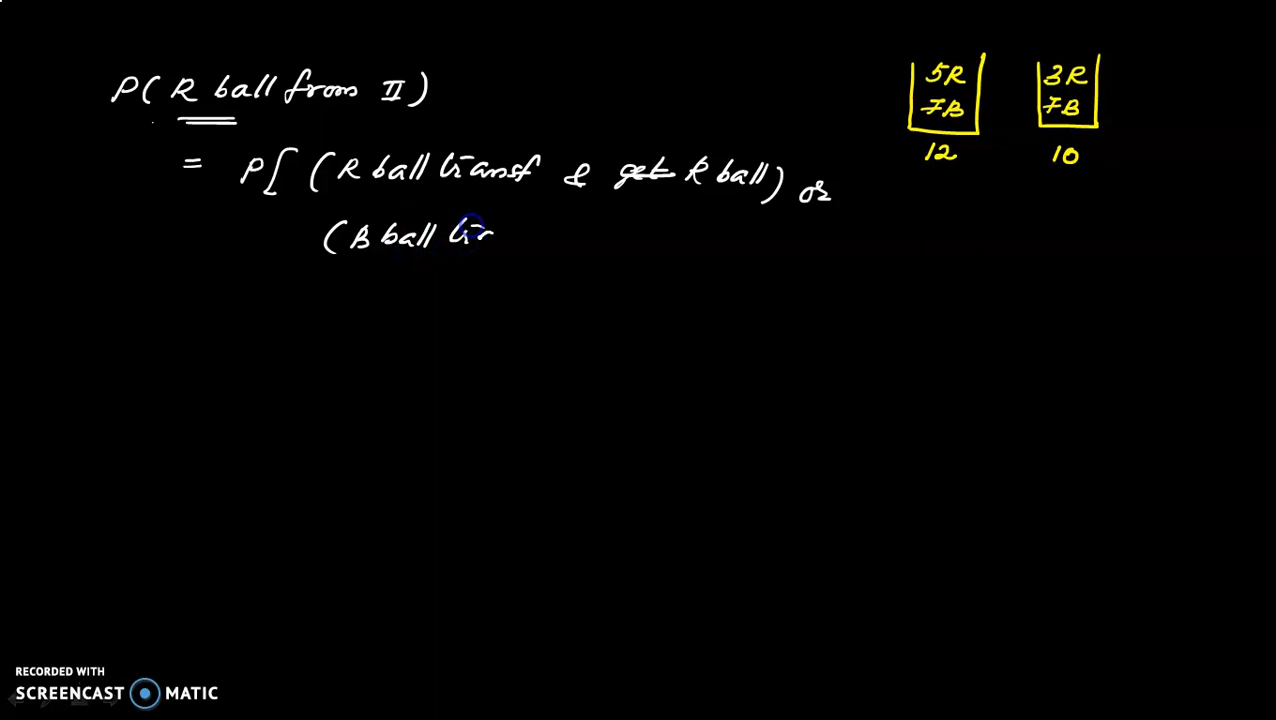 P( R ball from II )
= P[ ( R ball transf & get R ball ) or
( B ball tr
5R
7B
12
3R
7B
10
RECORDED WITH
SCREENCAST MATIC